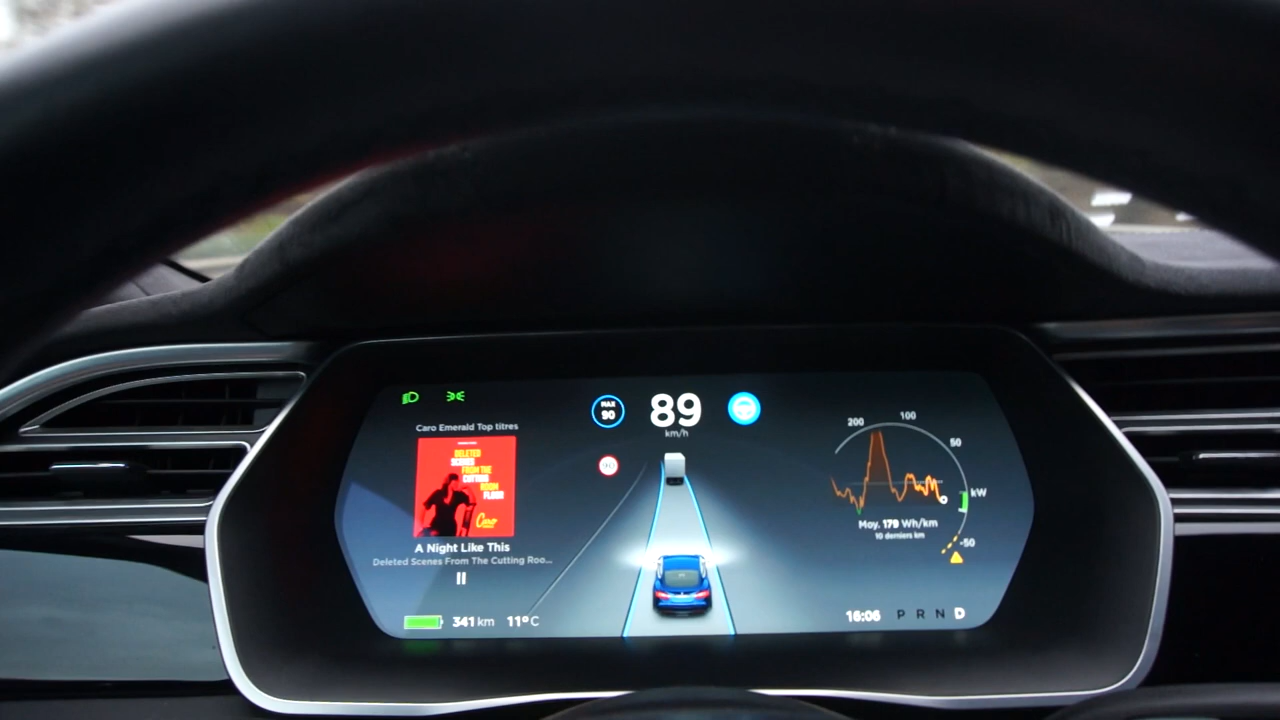 Caro Emerald Top titres
DELETED
SCENES
FROM THE
CUTTING
ROOM
FLOOR
Caro
A Night Like This
Deleted Scenes From The Cutting Roo...
341 km
11°C
MAX
90
89
km/h
90
200
100
50
kW
-50
Moy. 179 Wh/km
10 derniers km
16:06
P R N D